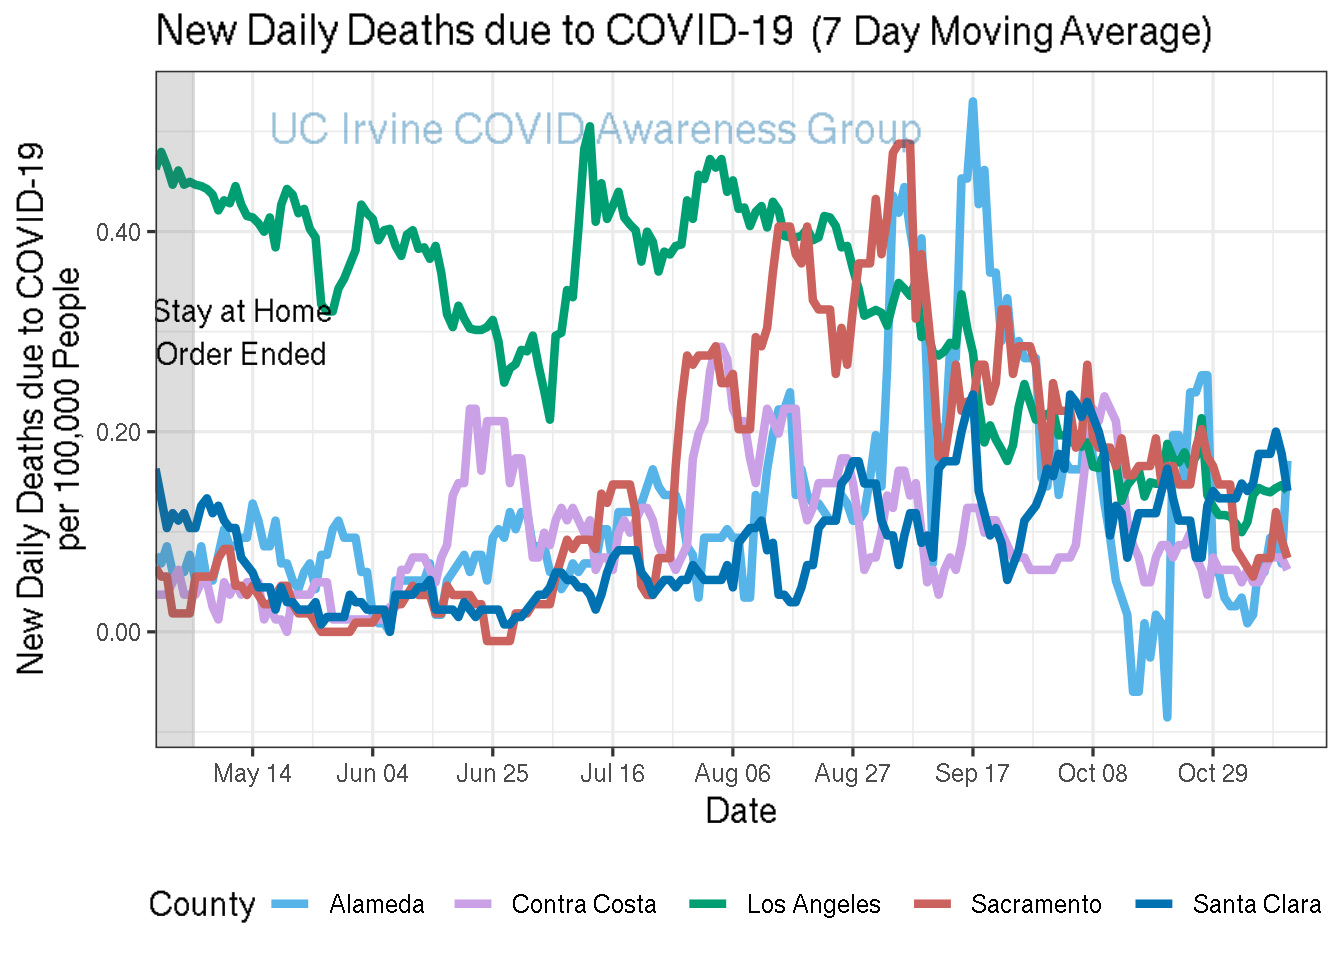 New Daily Deaths due to COVID-19 (7 Day Moving Average)
UC Irvine COVID Awareness Group
New Daily Deaths due to COVID-19
per 100,000 People
0.40
0.20
0.00
Stay at Home
Order Ended
May 14 Jun 04 Jun 25 Jul 16 Aug 06 Aug 27 Sep 17 Oct 08 Oct 29
Date
County Alameda Contra Costa Los Angeles Sacramento Santa Clara